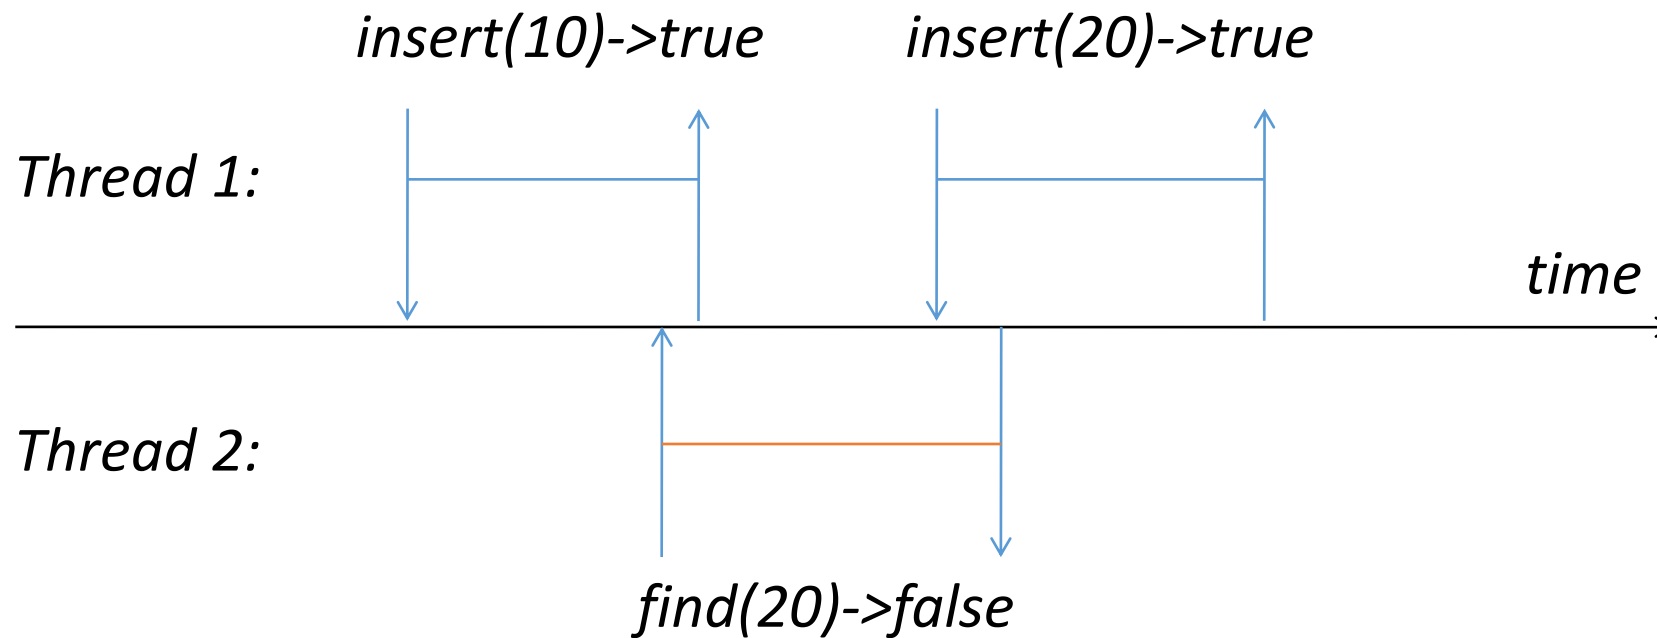 insert(10)->true
insert(20)->true
Thread 1:
time
Thread 2:
find(20)->false